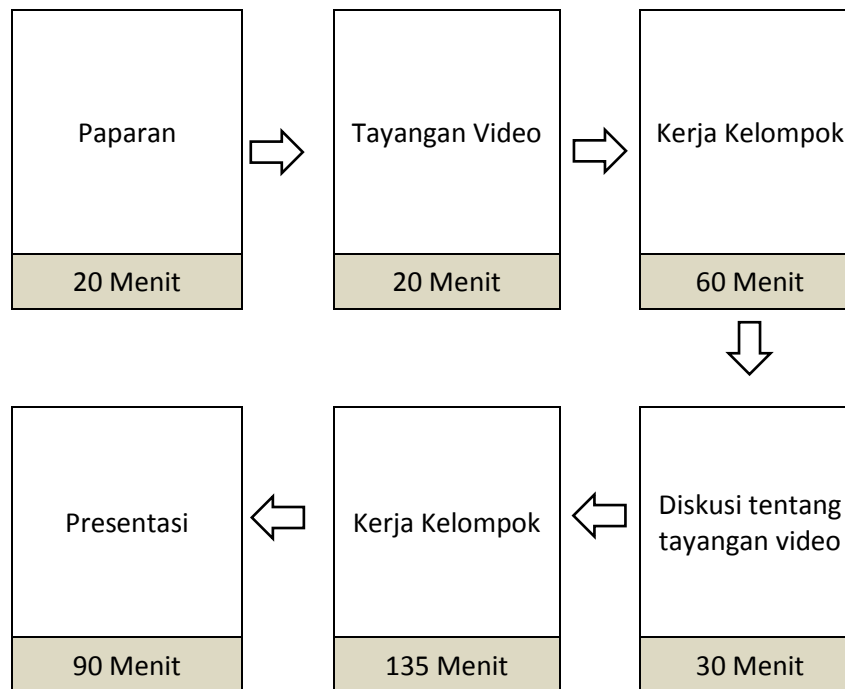 Paparan
20 Menit
Tayangan Video
20 Menit
Kerja Kelompok
60 Menit
Diskusi tentang
tayangan video
30 Menit
Kerja Kelompok
135 Menit
Presentasi
90 Menit